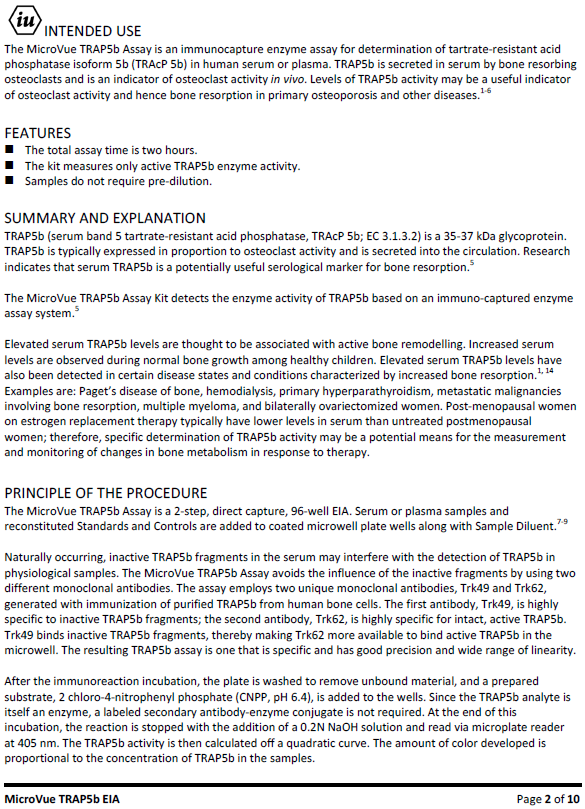 iu INTENDED USE
The MicroVue TRAP5b Assay is an immunocapture enzyme assay for determination of tartrate-resistant acid
phosphatase isoform 5b (TRAcP 5b) in human serum or plasma. TRAP5b is secreted in serum by bone resorbing
osteoclasts and is an indicator of osteoclast activity in vivo. Levels of TRAP5b activity may be a useful indicator
of osteoclast activity and hence bone resorption in primary osteoporosis and other diseases.1-6
FEATURES
■ The total assay time is two hours.
■ The kit measures only active TRAP5b enzyme activity.
■ Samples do not require pre-dilution.
SUMMARY AND EXPLANATION
TRAP5b (serum band 5 tartrate-resistant acid phosphatase, TRAcP 5b; EC 3.1.3.2) is a 35-37 kDa glycoprotein.
TRAP5b is typically expressed in proportion to osteoclast activity and is secreted into the circulation. Research
indicates that serum TRAP5b is a potentially useful serological marker for bone resorption.5
The MicroVue TRAP5b Assay Kit detects the enzyme activity of TRAP5b based on an immuno-captured enzyme
assay system.5
Elevated serum TRAP5b levels are thought to be associated with active bone remodelling. Increased serum
levels are observed during normal bone growth among healthy children. Elevated serum TRAP5b levels have
also been detected in certain disease states and conditions characterized by increased bone resorption.1, 14
Examples are: Paget's disease of bone, hemodialysis, primary hyperparathyroidism, metastatic malignancies
involving bone resorption, multiple myeloma, and bilaterally ovariectomized women. Post-menopausal women
on estrogen replacement therapy typically have lower levels in serum than untreated postmenopausal
women; therefore, specific determination of TRAP5b activity may be a potential means for the measurement
and monitoring of changes in bone metabolism in response to therapy.
PRINCIPLE OF THE PROCEDURE
The MicroVue TRAP5b Assay is a 2-step, direct capture, 96-well EIA. Serum or plasma samples and
reconstituted Standards and Controls are added to coated microwell plate wells along with Sample Diluent.7-9
Naturally occurring, inactive TRAP5b fragments in the serum may interfere with the detection of TRAP5b in
physiological samples. The MicroVue TRAP5b Assay avoids the influence of the inactive fragments by using two
different monoclonal antibodies. The assay employs two unique monoclonal antibodies, Trk49 and Trk62,
generated with immunization of purified TRAP5b from human bone cells. The first antibody, Trk49, is highly
specific to inactive TRAP5b fragments; the second antibody, Trk62, is highly specific for intact, active TRAP5b.
Trk49 binds inactive TRAP5b fragments, thereby making Trk62 more available to bind active TRAP5b in the
microwell. The resulting TRAP5b assay is one that is specific and has good precision and wide range of linearity.
After the immunoreaction incubation, the plate is washed to remove unbound material, and a prepared
substrate, 2 chloro-4-nitrophenyl phosphate (CNPP, pH 6.4), is added to the wells. Since the TRAP5b analyte is
itself an enzyme, a labeled secondary antibody-enzyme conjugate is not required. At the end of this
incubation, the reaction is stopped with the addition of a 0.2N NaOH solution and read via microplate reader
at 405 nm. The TRAP5b activity is then calculated off a quadratic curve. The amount of color developed is
proportional to the concentration of TRAP5b in the samples.
MicroVue TRAP5b EIA Page 2 of 10